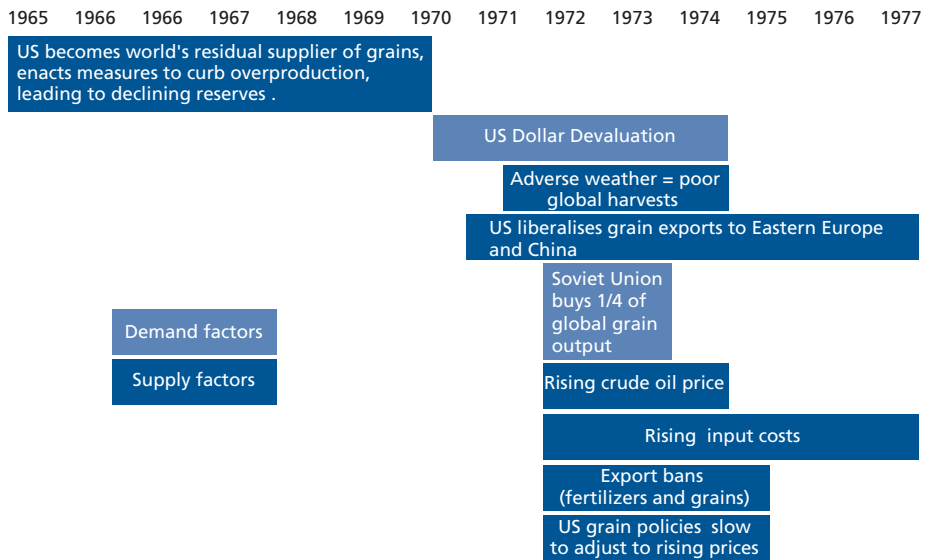 1965 1966 1966 1967 1968 1969 1970 1971 1972 1973 1974 1975 1976 1977
US becomes world's residual supplier of grains,
enacts measures to curb overproduction,
leading to declining reserves .
US Dollar Devaluation
Adverse weather = poor
global harvests
US liberalises grain exports to Eastern Europe
and China
Soviet Union
buys 1/4 of
global grain
output
Demand factors
Supply factors
Rising crude oil price
Rising input costs
Export bans
(fertilizers and grains)
US grain policies slow
to adjust to rising prices